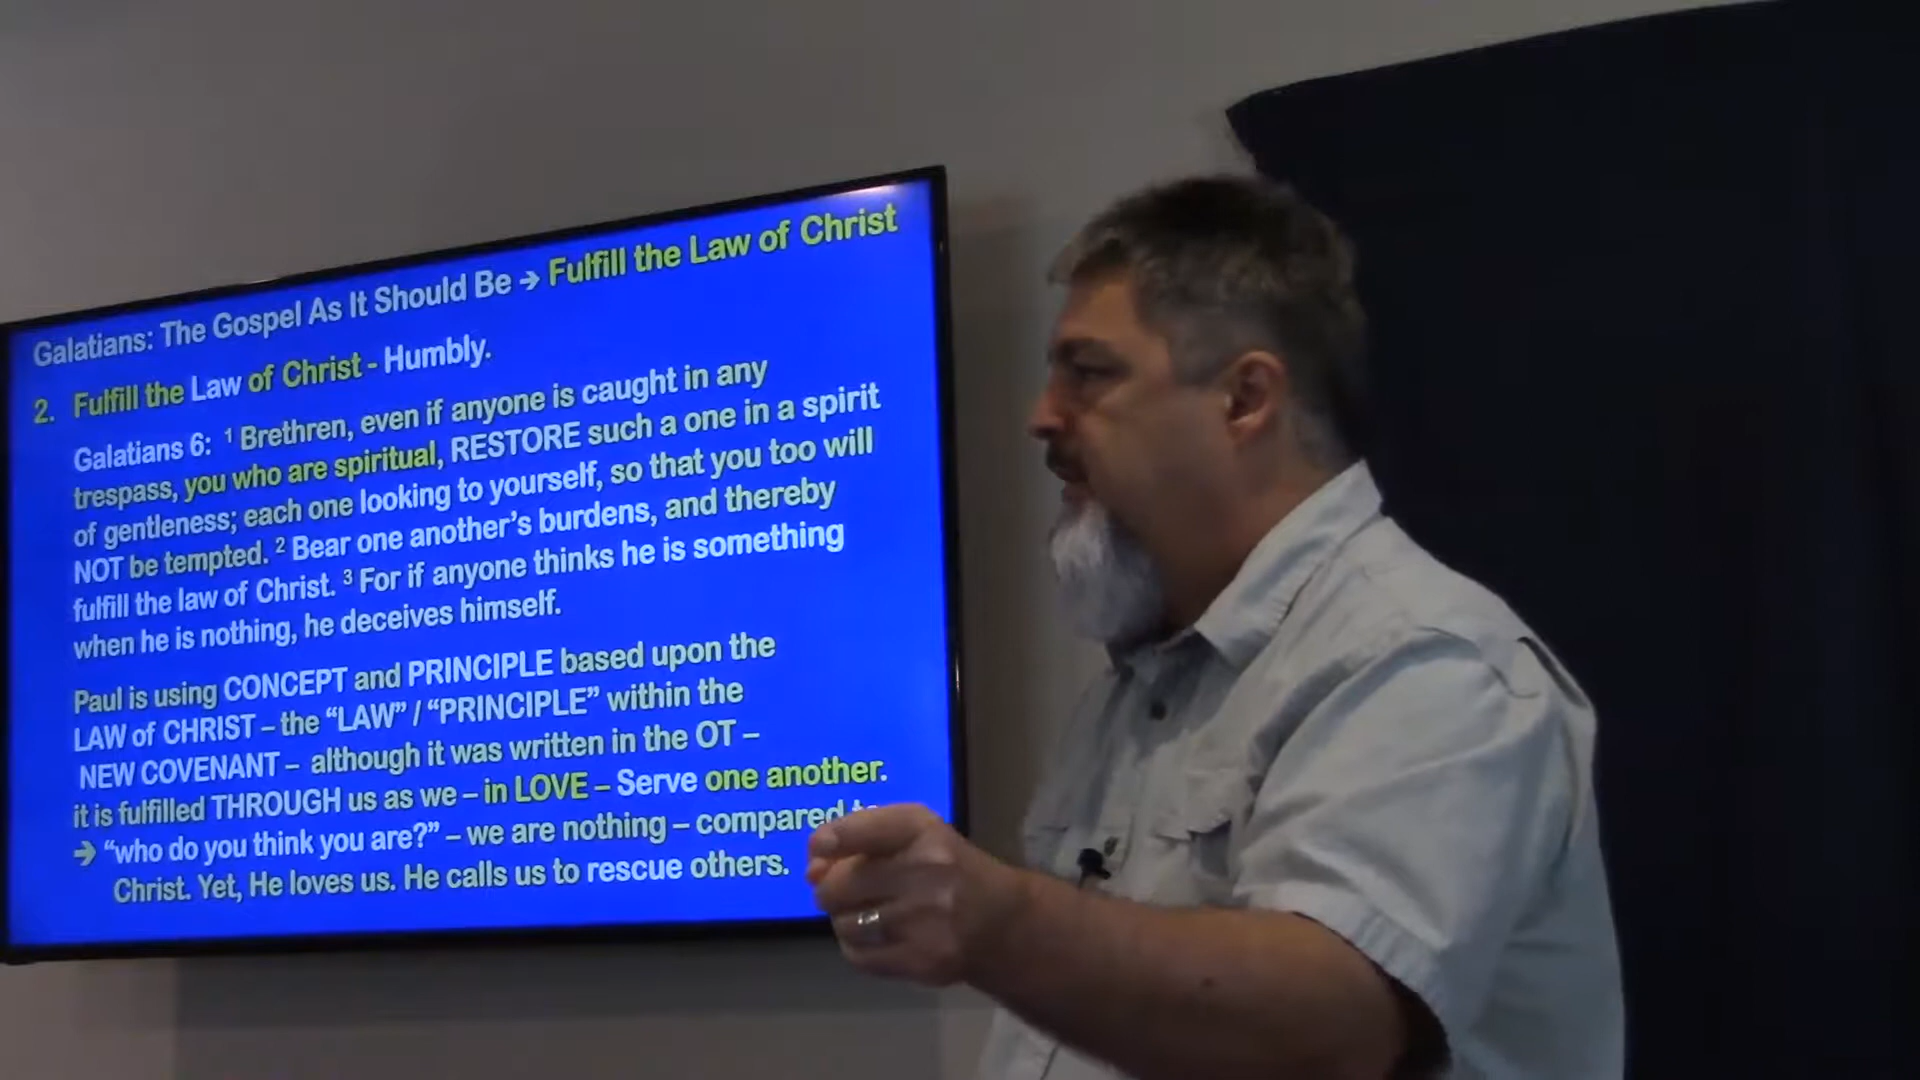 Galatians: The Gospel As It Should Be → Fulfill the Law of Christ
2. Fulfill the Law of Christ - Humbly.
Galatians 6: ¹ Brethren, even if anyone is caught in any
trespass, you who are spiritual, RESTORE such a one in a spirit
of gentleness; each one looking to yourself, so that you too will
NOT be tempted. ² Bear one another’s burdens, and thereby
fulfill the law of Christ. ³ For if anyone thinks he is something
when he is nothing, he deceives himself.
Paul is using CONCEPT and PRINCIPLE based upon the
LAW of CHRIST – the “LAW” / “PRINCIPLE” within the
NEW COVENANT – although it was written in the OT –
it is fulfilled THROUGH us as we – in LOVE – Serve one another.
→ “who do you think you are?” – we are nothing – compared
Christ. Yet, He loves us. He calls us to rescue others.